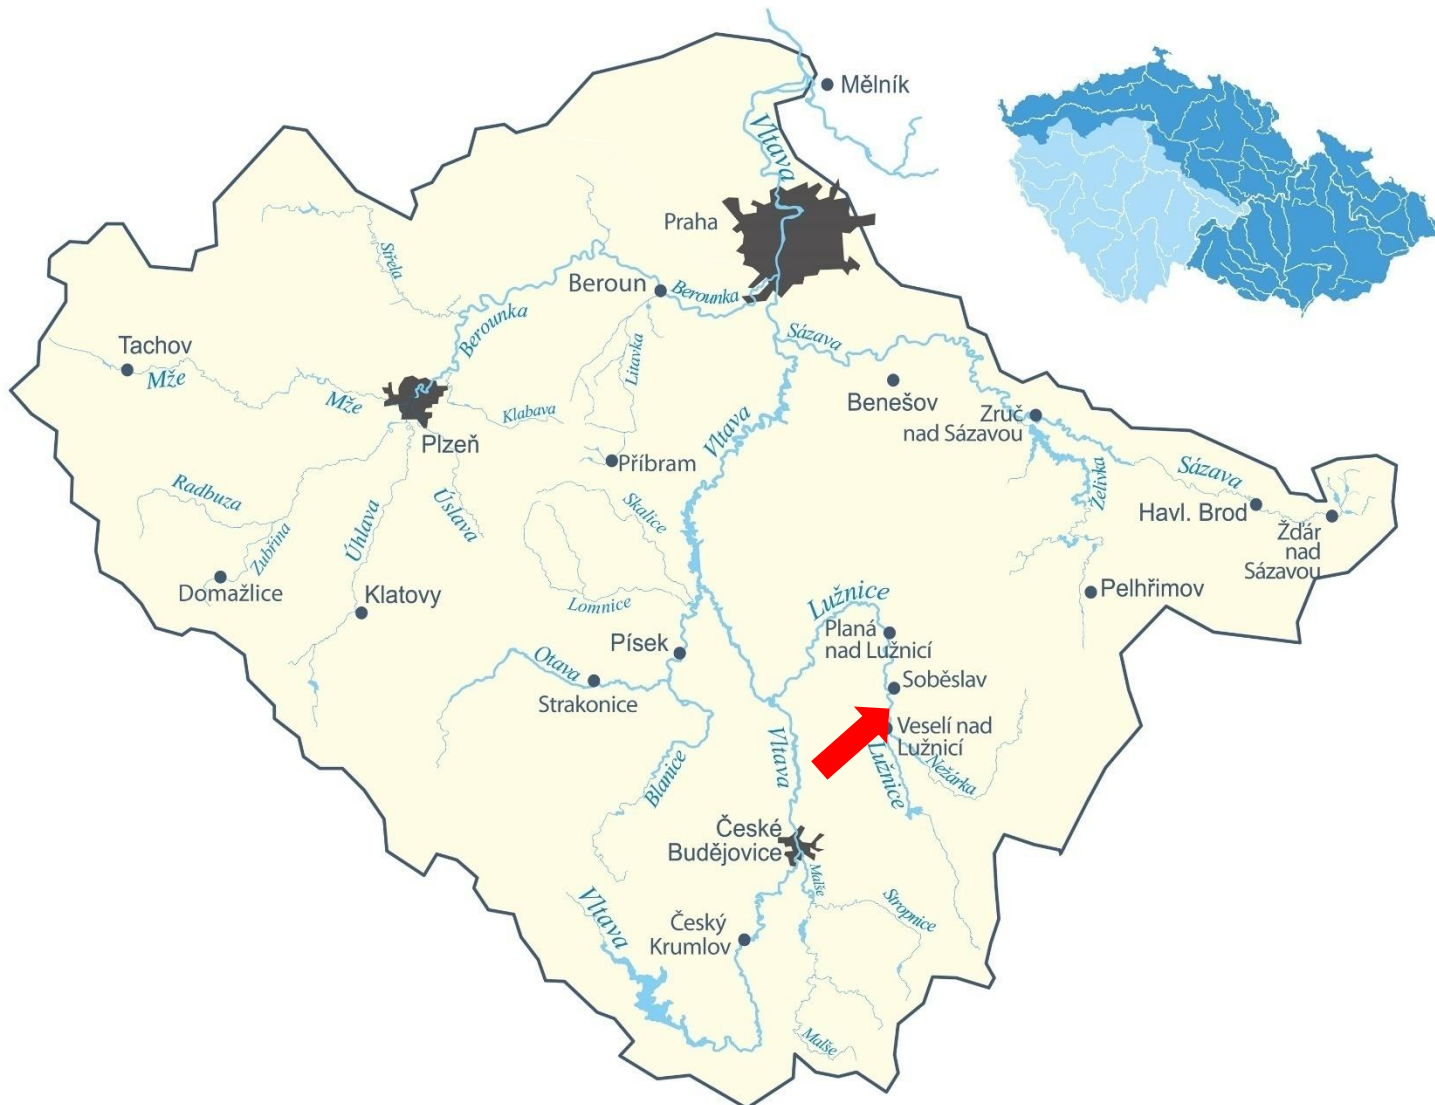 Mělník
Vltava
Praha
Střela
Beroun
Berounka
Berounka
Sázava
Tachov
Mže
Mže
Litavka
Klabava
Benešov
Zruč
nad Sázavou
Plzeň
Vltava
Příbram
Radbuza
Úhlava
Úslava
Skalice
Želivka
Sázava
Havl. Brod
Žďár
nad
Sázavou
Zubřina
Domažlice
Klatovy
Lomnice
Lužnice
Pelhřimov
Planá
nad Lužnicí
Písek
Otava
Strakonice
Soběslav
Veselí nad
Lužnicí
Vltava
Lužnice
Nežárka
Blanice
České
Budějovice
Malše
Stropnice
Vltava
Český
Krumlov
Malše